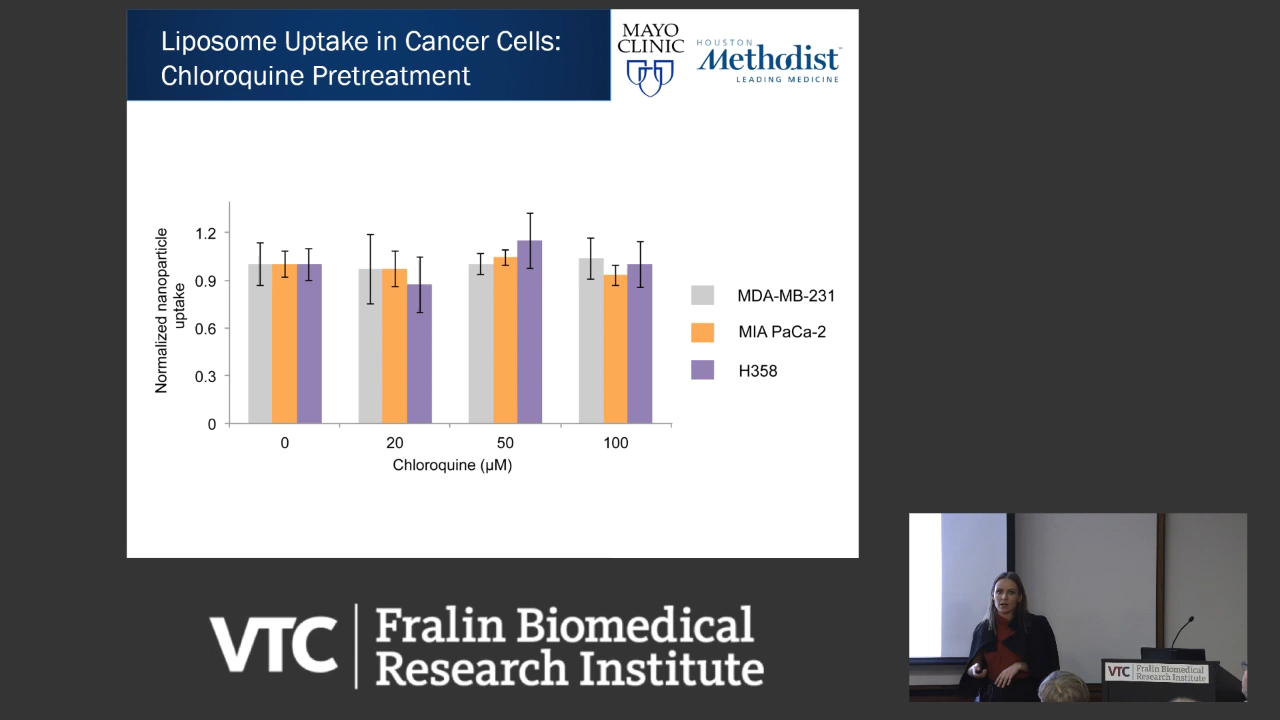 Liposome Uptake in Cancer Cells:
Chloroquine Pretreatment
MAYO
CLINIC
HOUSTON
Methodist
LEADING MEDICINE
Normalized nanoparticle
uptake
1.2
0.9
0.6
0.3
0
0 20 50 100
Chloroquine (µM)
MDA-MB-231
MIA PaCa-2
H358
VTC
Fralin Biomedical
Research Institute
VTC
Fralin Biomedical
Research Institute